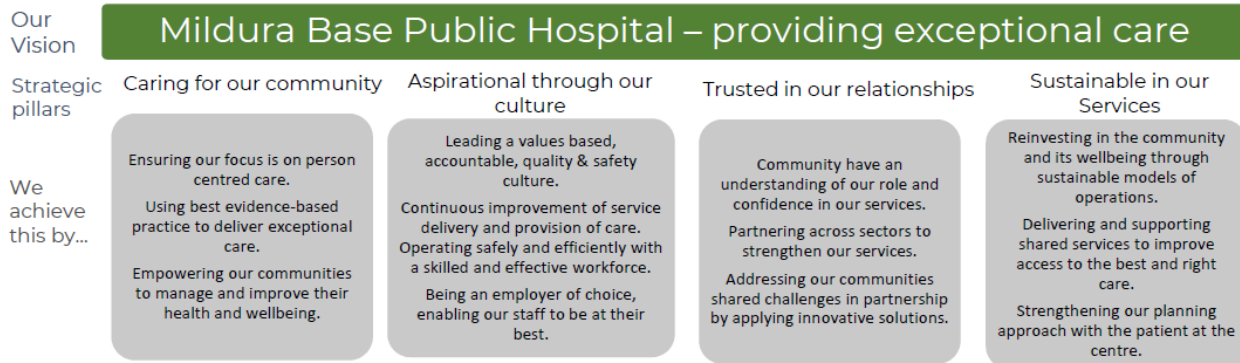 Our
Vision
Mildura Base Public Hospital – providing exceptional care
Strategic
pillars
Caring for our community
Aspirational through our
culture
Trusted in our relationships
Sustainable in our
Services
We
achieve
this by...
Ensuring our focus is on person
centred care.
Using best evidence-based
practice to deliver exceptional
care.
Empowering our communities
to manage and improve their
health and wellbeing.
Leading a values based,
accountable, quality & safety
culture.
Continuous improvement of service
delivery and provision of care.
Operating safely and efficiently with
a skilled and effective workforce.
Being an employer of choice,
enabling our staff to be at their
best.
Community have an
understanding of our role and
confidence in our services.
Partnering across sectors to
strengthen our services.
Addressing our communities
shared challenges in partnership
by applying innovative solutions.
Reinvesting in the community
and its wellbeing through
sustainable models of
operations.
Delivering and supporting
shared services to improve
access to the best and right
care.
Strengthening our planning
approach with the patient at the
centre.